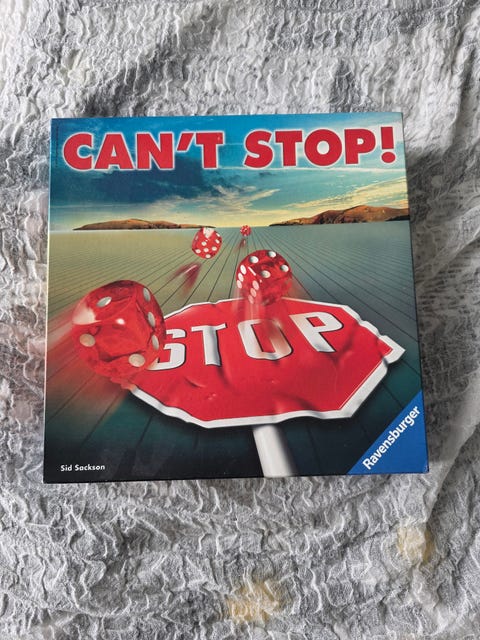 CAN'T STOP!
STOP
Sid Sackson
Ravensburger